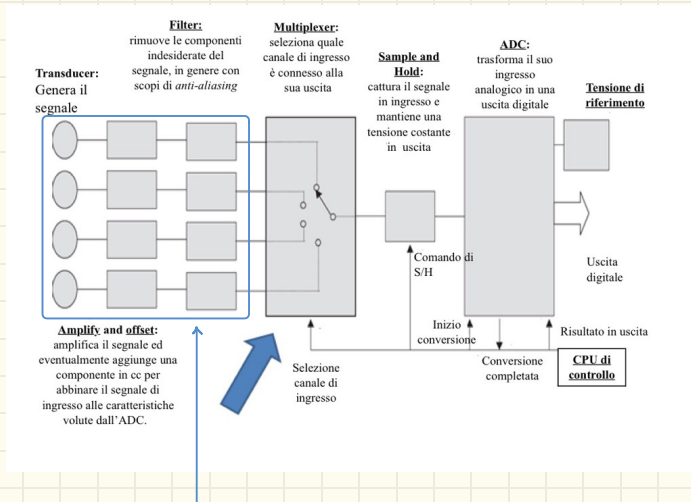 Filter:
rimuove le componenti
indesiderate del
segnale, in genere con
scopi di anti-aliasing
Multiplexer:
seleziona quale
canale di ingresso
è connesso alla
sua uscita
ADC:
trasforma il suo
ingresso
analogico in una
uscita digitale
Sample and
Hold:
cattura il segnale
in ingresso e
mantiene una
tensione costante
in uscita
Transducer:
Genera il
segnale
Tensione di
riferimento
Comando di
S/H
Uscita
digitale
Amplify and offset:
amplifica il segnale ed
eventualmente aggiunge una
componente in cc per
abbinare il segnale di
ingresso alle caratteristiche
volute dall'ADC.
Inizio
conversione
Risultato in uscita
Selezione
canale di
ingresso
Conversione
completata
CPU di
controllo